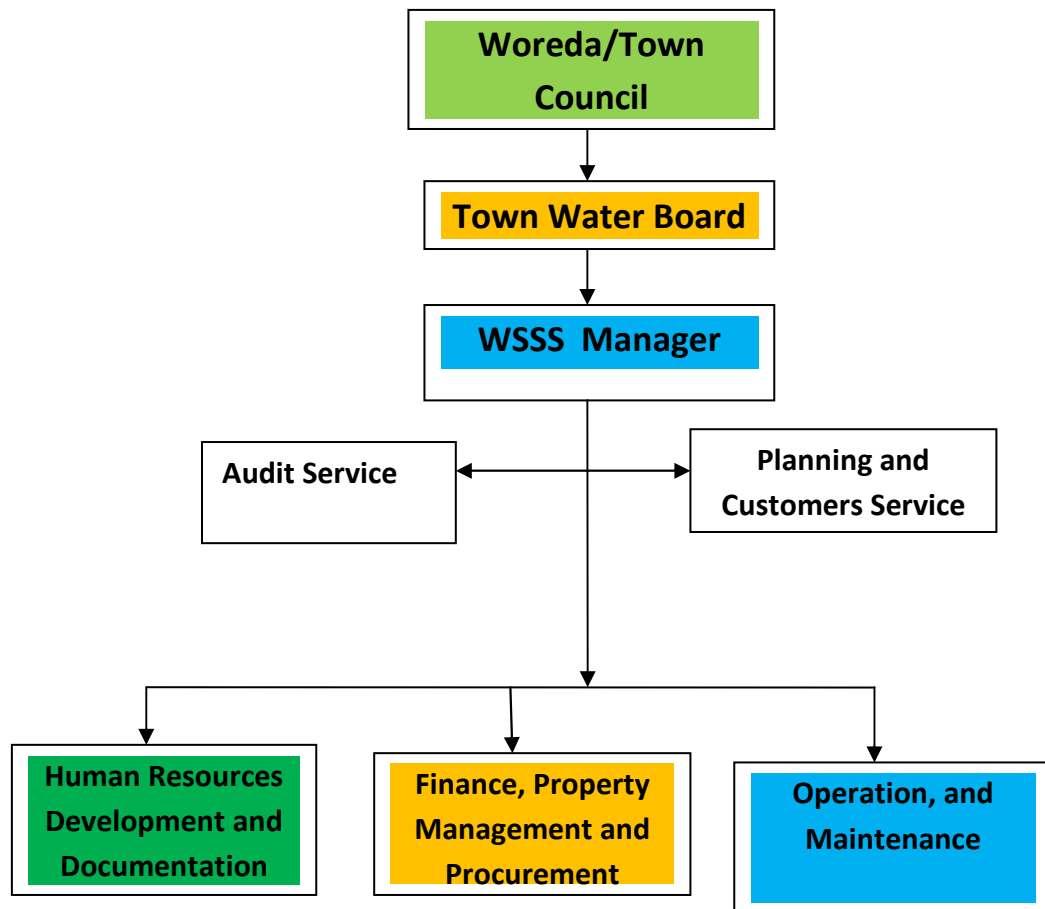 Woreda/Town
Council
Town Water Board
WSSS Manager
Audit Service
Planning and
Customers Service
Human Resources
Development and
Documentation
Finance, Property
Management and
Procurement
Operation, and
Maintenance